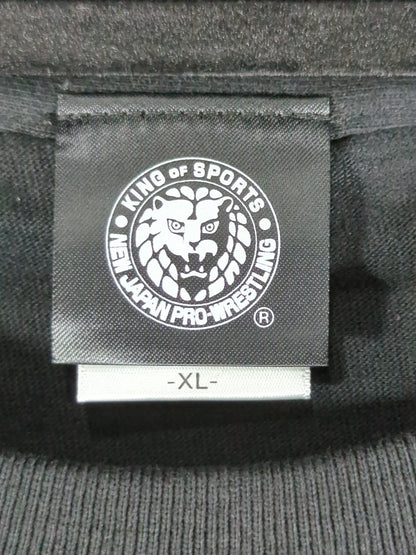 • KING OF SPORTS •
NEW JAPAN PRO-WRESTLING
®
-XL-